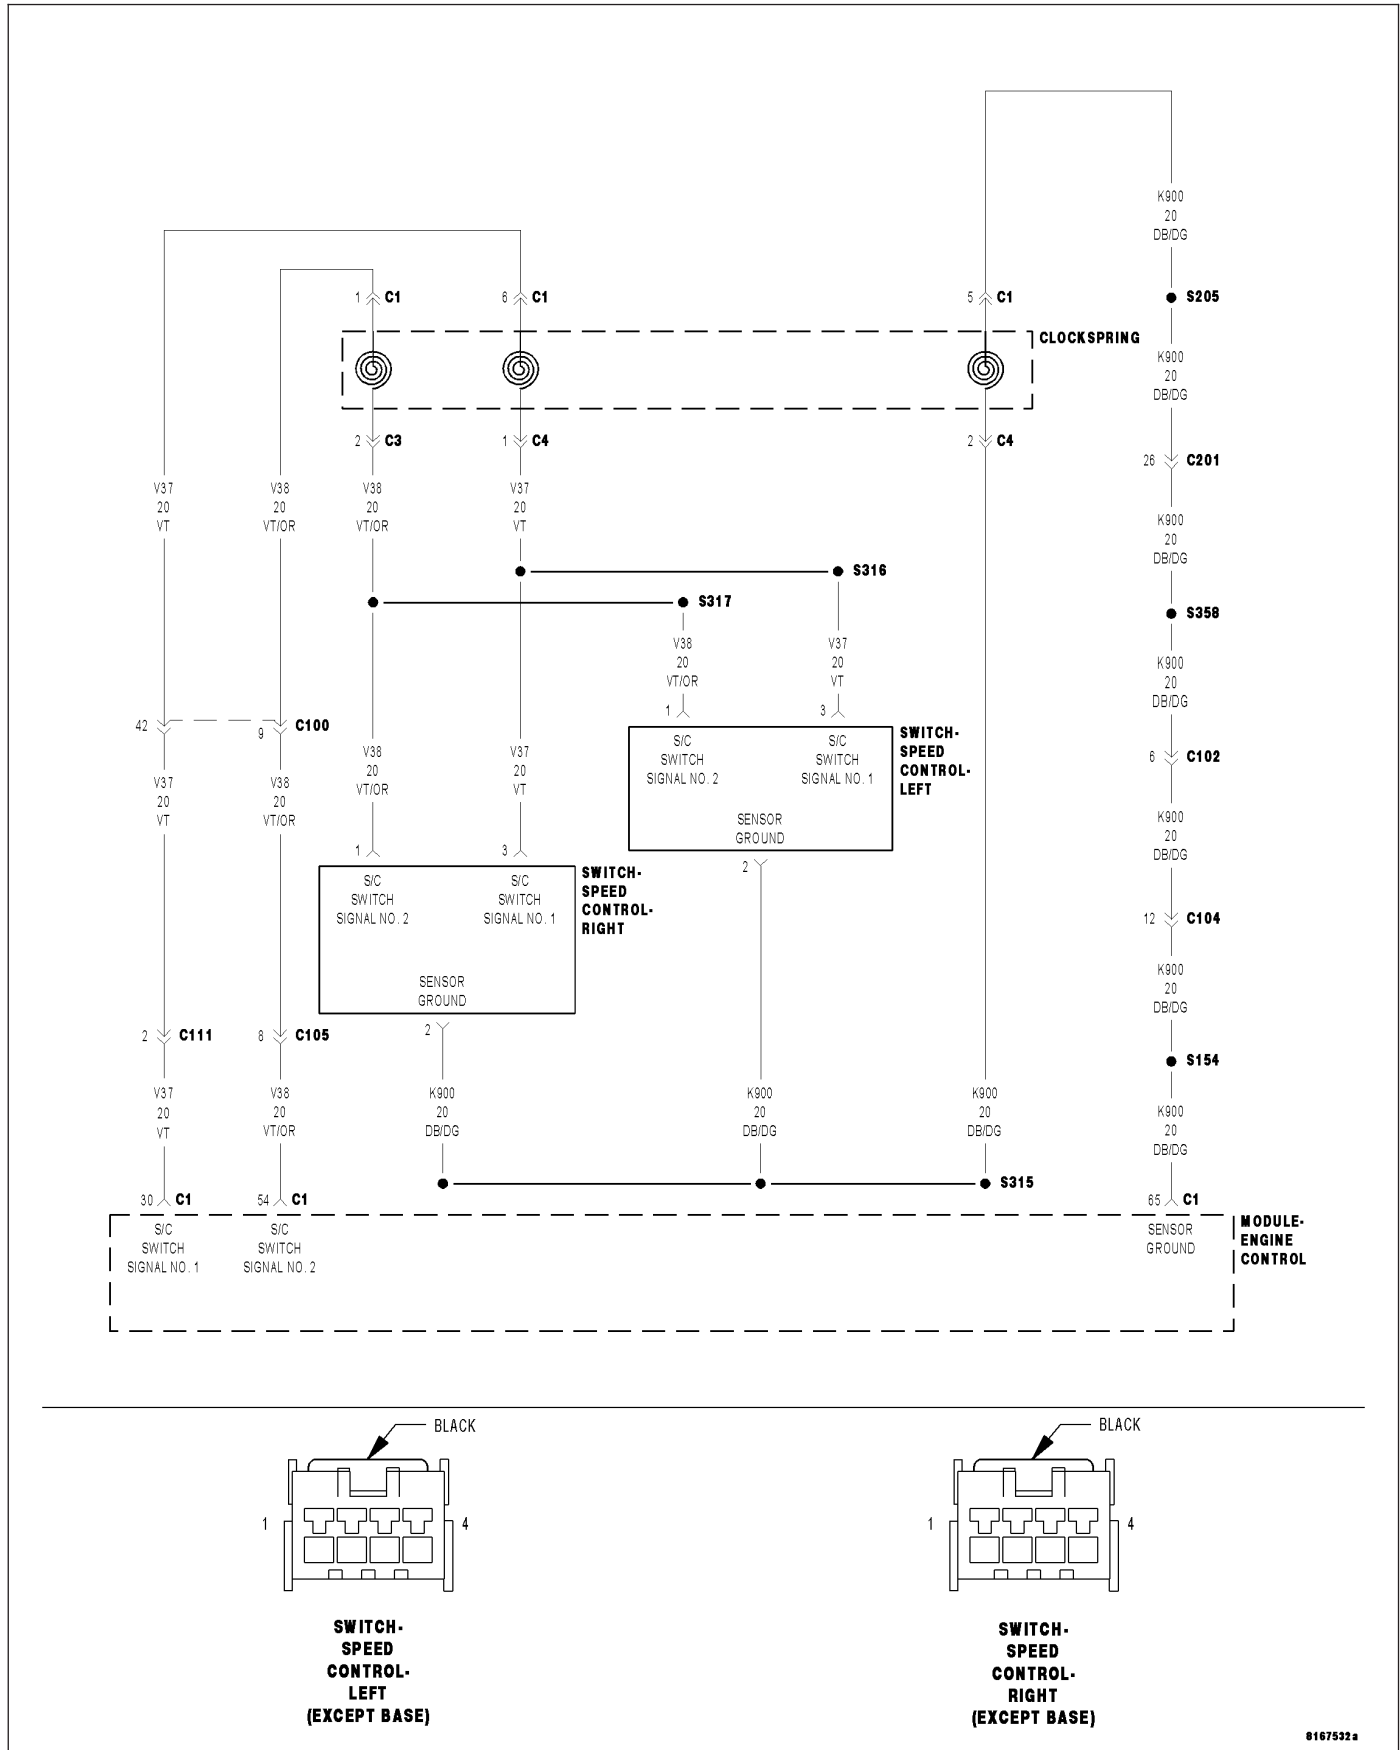 K900
20
DB/DG
1 C1
6 C1
5 C1
S205
CLOCKSPRING
K900
20
DB/DG
2 C3
1 C4
2 C4
26 C201
V37
20
VT
V38
20
VT/OR
V38
20
VT/OR
V37
20
VT
K900
20
DB/DG
S316
S317
S358
V38
20
VT/OR
V37
20
VT
K900
20
DB/DG
1
3
42
9 C100
S/C
SWITCH
SIGNAL NO. 2
S/C
SWITCH
SIGNAL NO. 1
SENSOR
GROUND
2
SWITCH-
SPEED
CONTROL-
LEFT
6 C102
V37
20
VT
V38
20
VT/OR
V38
20
VT/OR
V37
20
VT
K900
20
DB/DG
1
3
S/C
SWITCH
SIGNAL NO. 2
S/C
SWITCH
SIGNAL NO. 1
SENSOR
GROUND
2
SWITCH-
SPEED
CONTROL-
RIGHT
12 C104
K900
20
DB/DG
2 C111
8 C105
S154
V37
20
VT
V38
20
VT/OR
K900
20
DB/DG
K900
20
DB/DG
K900
20
DB/DG
K900
20
DB/DG
S315
30 C1
54 C1
65 C1
S/C
SWITCH
SIGNAL NO. 1
S/C
SWITCH
SIGNAL NO. 2
SENSOR
GROUND
MODULE-
ENGINE
CONTROL
BLACK
1
4
SWITCH-
SPEED
CONTROL-
LEFT
(EXCEPT BASE)
BLACK
1
4
SWITCH-
SPEED
CONTROL-
RIGHT
(EXCEPT BASE)
8167532a